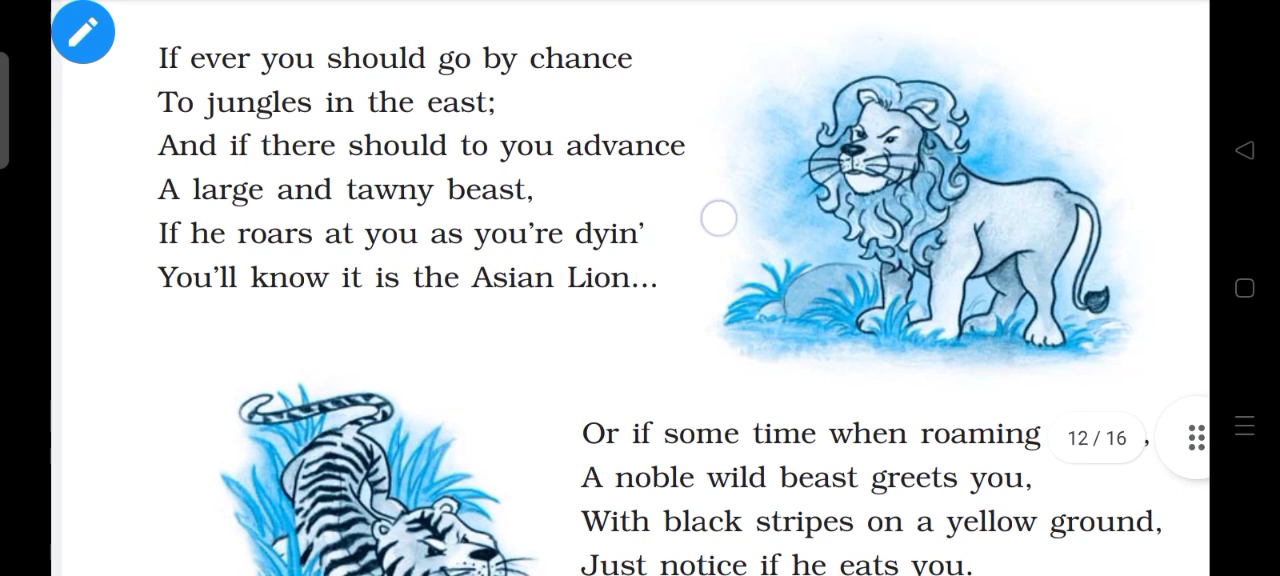 If ever you should go by chance
To jungles in the east;
And if there should to you advance
A large and tawny beast,
If he roars at you as you're dyin'
You'll know it is the Asian Lion...
Or if some time when roaming ,
12 / 16
A noble wild beast greets you,
With black stripes on a yellow ground,
Just notice if he eats you.